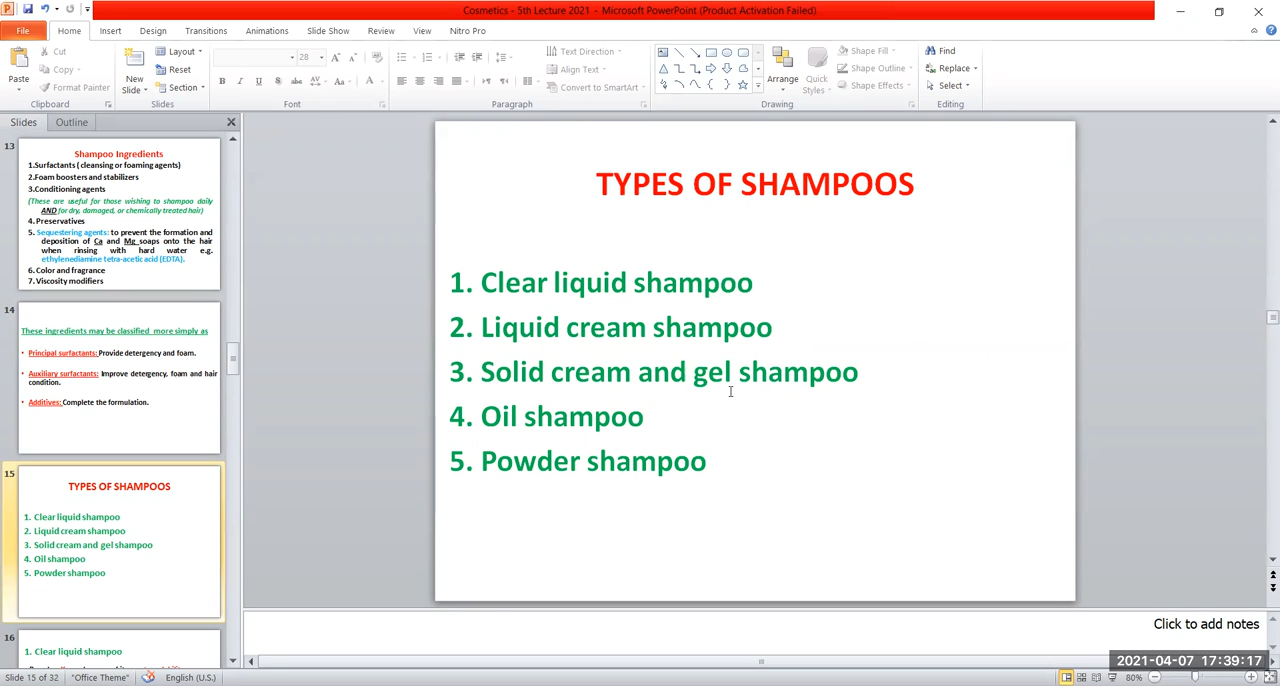 Cosmetics - 5th Lecture 2021 - Microsoft PowerPoint (Product Activation Failed)
File Home Insert Design Transitions Animations Slide Show Review View Nitro Pro
Paste
Cut
Copy
Format Painter
Clipboard
New Slide
Layout
Reset
Section
Slides
28
Font
Paragraph
Text Direction
Align Text
Convert to SmartArt
Arrange
Quick Styles
Shape Fill
Shape Outline
Shape Effects
Drawing
Find
Replace
Select
Editing
Slides Outline
13
Shampoo Ingredients
1.Surfactants ( cleansing or foaming agents)
2.Foam boosters and stabilizers
3.Conditioning agents
(These are useful for those wishing to shampoo daily
AND for dry, damaged, or chemically treated hair)
4. Preservatives
5. Sequestering agents: to prevent the formation and
deposition of Ca and Mg soaps onto the hair
when rinsing with hard water e.g.
ethylenediamine tetra-acetic acid (EDTA).
6. Color and fragrance
7. Viscosity modifiers
14
These ingredients may be classified more simply as
• Principal surfactants: Provide detergency and foam.
• Auxiliary surfactants: Improve detergency, foam and hair
condition.
• Additives: Complete the formulation.
15
TYPES OF SHAMPOOS
1. Clear liquid shampoo
2. Liquid cream shampoo
3. Solid cream and gel shampoo
4. Oil shampoo
5. Powder shampoo
16
1. Clear liquid shampoo
TYPES OF SHAMPOOS
1. Clear liquid shampoo
2. Liquid cream shampoo
3. Solid cream and gel shampoo
4. Oil shampoo
5. Powder shampoo
Click to add notes
2021-04-07 17:39:17
Slide 15 of 32 "Office Theme" English (U.S.) 80%